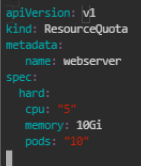 apiVersion: v1
kind: ResourceQuota
metadata:
  name: webserver
spec:
  hard:
    cpu: "5"
    memory: 10Gi
    pods: "10"